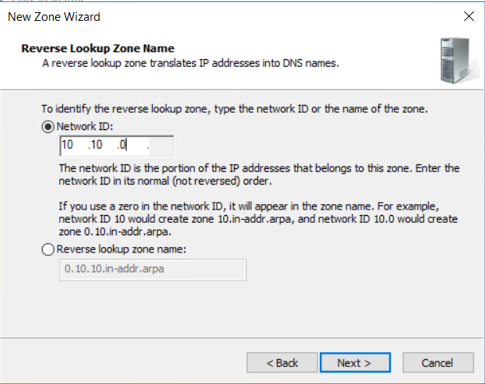 New Zone Wizard
Reverse Lookup Zone Name
A reverse lookup zone translates IP addresses into DNS names.
To identify the reverse lookup zone, type the network ID or the name of the zone.
Network ID:
10 .10 .0 .
The network ID is the portion of the IP addresses that belongs to this zone. Enter the
network ID in its normal (not reversed) order.
If you use a zero in the network ID, it will appear in the zone name. For example,
network ID 10 would create zone 10.in-addr.arpa, and network ID 10.0 would create
zone 0.10.in-addr.arpa.
Reverse lookup zone name:
0.10.10.in-addr.arpa
< Back
Next >
Cancel